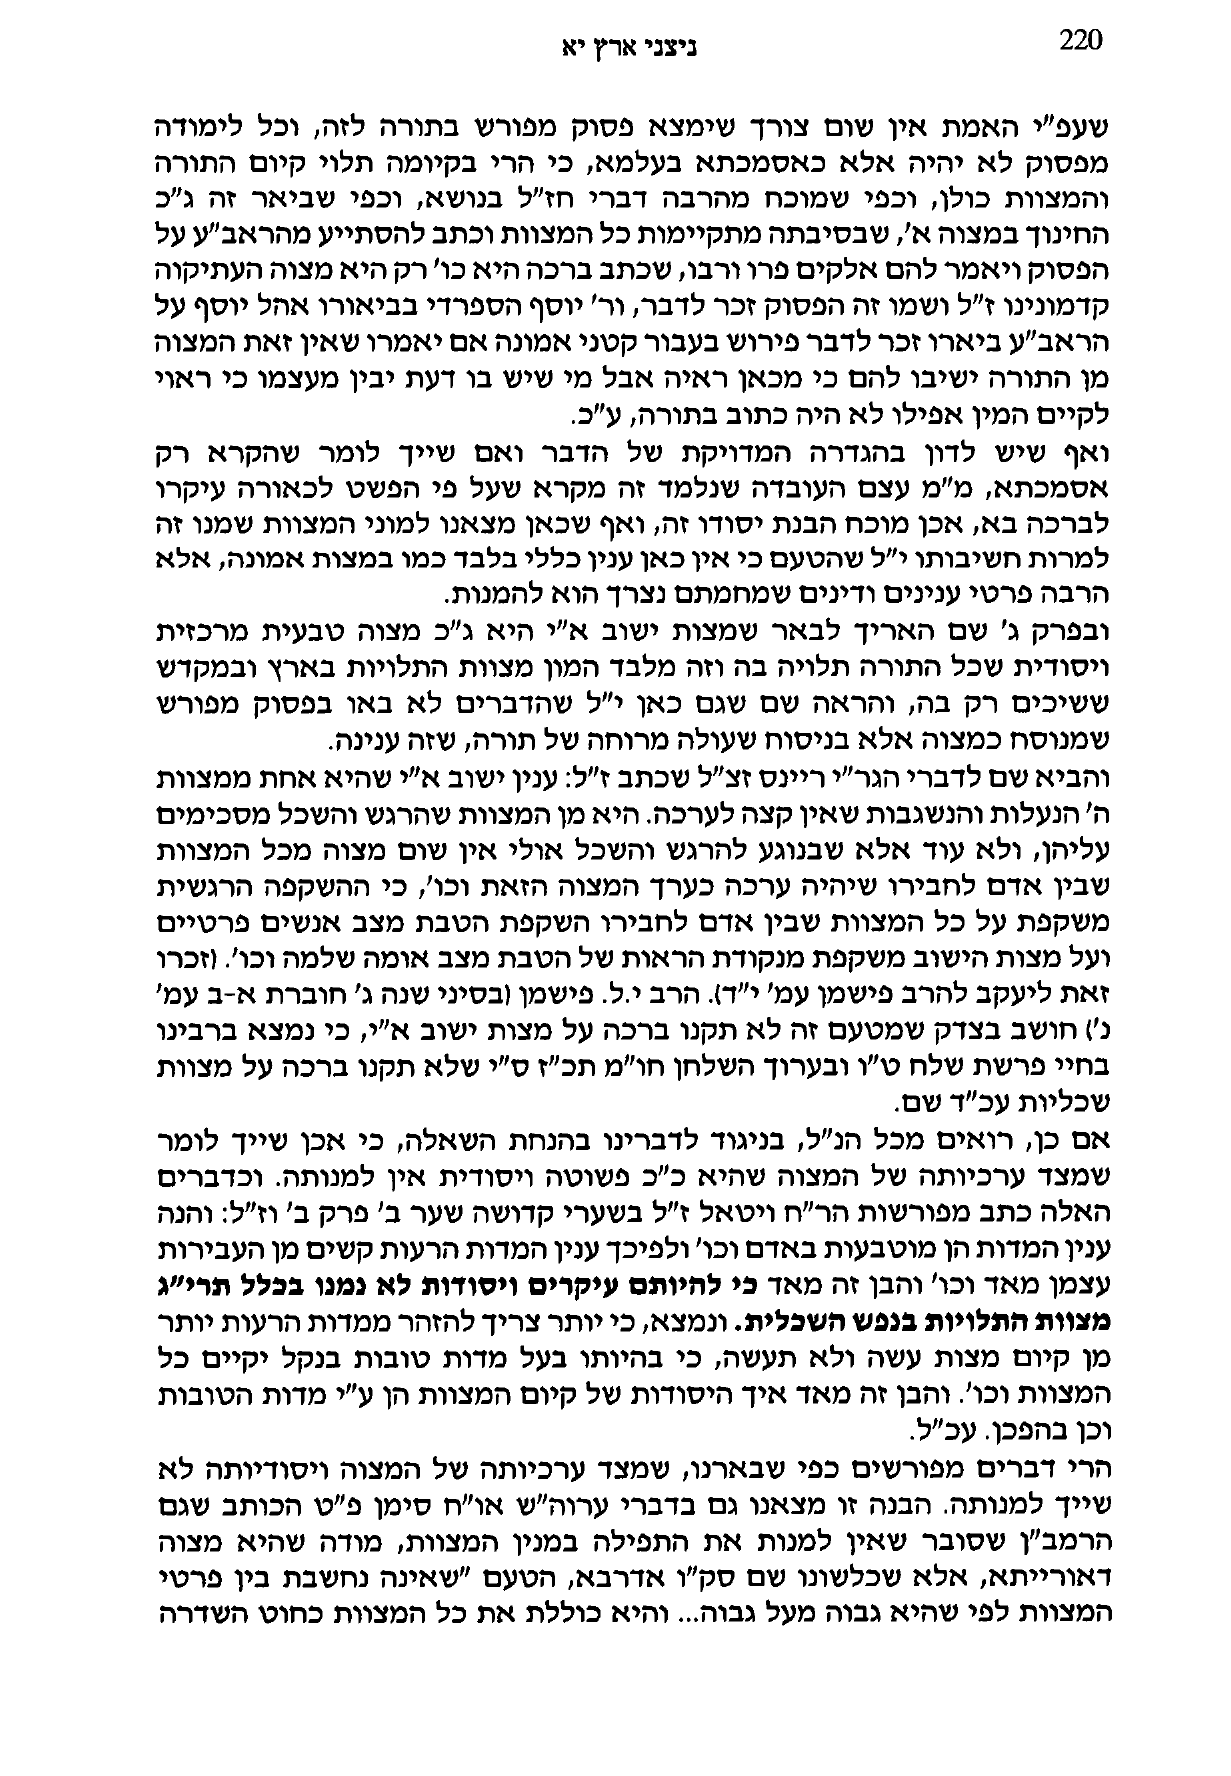 220
ניצני ארץ יא
שעפ"י האמת אין שום צורך שימצא פסוק מפורש בתורה לזה, וכל לימודה
מפסוק לא יהיה אלא כאסמכתא בעלמא, כי הרי בקיומה תלוי קיום התורה
והמצוות כולן, וכפי שמוכח מהרבה דברי חז"ל בנושא, וכפי שביאר זה ג"כ
החינוך במצוה א', שבסיבתה מתקיימות כל המצוות וכתב להסתייע מהראב"ע על
הפסוק ויאמר להם אלקים פרו ורבו, שכתב ברכה היא כו' רק היא מצוה העתיקוה
קדמונינו ז"ל ושמו זה הפסוק זכר לדבר, ור' יוסף הספרדי בביאורו אהל יוסף על
הראב"ע ביארו זכר לדבר פירוש בעבור קטני אמונה אם יאמרו שאין זאת המצוה
מן התורה ישיבו להם כי מכאן ראיה אבל מי שיש בו דעת יבין מעצמו כי ראוי
לקיים המין אפילו לא היה כתוב בתורה, ע"כ.
ואף שיש לדון בהגדרה המדויקת של הדבר ואם שייך לומר שהקרא רק
אסמכתא, מ"מ עצם העובדה שנלמד זה מקרא שעל פי הפשט לכאורה עיקרו
לברכה בא, אכן מוכח הבנת יסודו זה, ואף שכאן מצאנו למוני המצוות שמנו זה
למרות חשיבותו י"ל שהטעם כי אין כאן ענין כללי בלבד כמו במצות אמונה, אלא
הרבה פרטי ענינים ודינים שמחמתם נצרך הוא להמנות.
ובפרק ג' שם האריך לבאר שמצות ישוב א"י היא ג"כ מצוה טבעית מרכזית
ויסודית שכל התורה תלויה בה וזה מלבד המון מצוות התלויות בארץ ובמקדש
ששיכים רק בה, והראה שם שגם כאן י"ל שהדברים לא באו בפסוק מפורש
שמנוסח כמצוה אלא בניסוח שעולה מרוחה של תורה, שזה ענינה.
והביא שם לדברי הגר"י ריינס זצ"ל שכתב ז"ל: ענין ישוב א"י שהיא אחת ממצוות
ה' הנעלות והנשגבות שאין קצה לערכה. היא מן המצוות שהרגש והשכל מסכימים
עליהן, ולא עוד אלא שבנוגע להרגש והשכל אולי אין שום מצוה מכל המצוות
שבין אדם לחבירו שיהיה ערכה כערך המצוה הזאת וכו', כי ההשקפה הרגשית
משקפת על כל המצוות שבין אדם לחבירו השקפת הטבת מצב אנשים פרטיים
ועל מצות הישוב משקפת מנקודת הראות של הטבת מצב אומה שלמה וכו'. (זכרו
זאת ליעקב להרב פישמן עמ' י"ד). הרב י.ל. פישמן (בסיני שנה ג' חוברת א-ב עמ'
נ') חושב בצדק שמטעם זה לא תקנו ברכה על מצות ישוב א"י, כי נמצא ברבינו
בחיי פרשת שלח ט"ו ובערוך השלחן חו"מ תכ"ז ס"י שלא תקנו ברכה על מצוות
שכליות עכ"ד שם.
אם כן, רואים מכל הנ"ל, בניגוד לדברינו בהנחת השאלה, כי אכן שייך לומר
שמצד ערכיותה של המצוה שהיא כ"כ פשוטה ויסודית אין למנותה. וכדברים
האלה כתב מפורשות הר"ח ויטאל ז"ל בשערי קדושה שער ב' פרק ב' וז"ל: והנה
ענין המדות הן מוטבעות באדם וכו' ולפיכך ענין המדות הרעות קשים מן העבירות
עצמן מאד וכו' והבן זה מאד כי להיותם עיקרים ויסודות לא נמנו בכלל תרי"ג
מצוות התלויות בנפש השכלית. ונמצא, כי יותר צריך להזהר ממדות הרעות יותר
מן קיום מצות עשה ולא תעשה, כי בהיותו בעל מדות טובות בנקל יקיים כל
המצוות וכו'. והבן זה מאד איך היסודות של קיום המצוות הן ע"י מדות הטובות
וכן בהפכן. עכ"ל.
הרי דברים מפורשים כפי שבארנו, שמצד ערכיותה של המצוה ויסודיותה לא
שייך למנותה. הבנה זו מצאנו גם בדברי ערוה"ש או"ח סימן פ"ט הכותב שגם
הרמב"ן שסובר שאין למנות את התפילה במנין המצוות, מודה שהיא מצוה
דאורייתא, אלא שכלשונו שם סק"ו אדרבא, הטעם "שאינה נחשבת בין פרטי
המצוות לפי שהיא גבוה מעל גבוה... והיא כוללת את כל המצוות כחוט השדרה